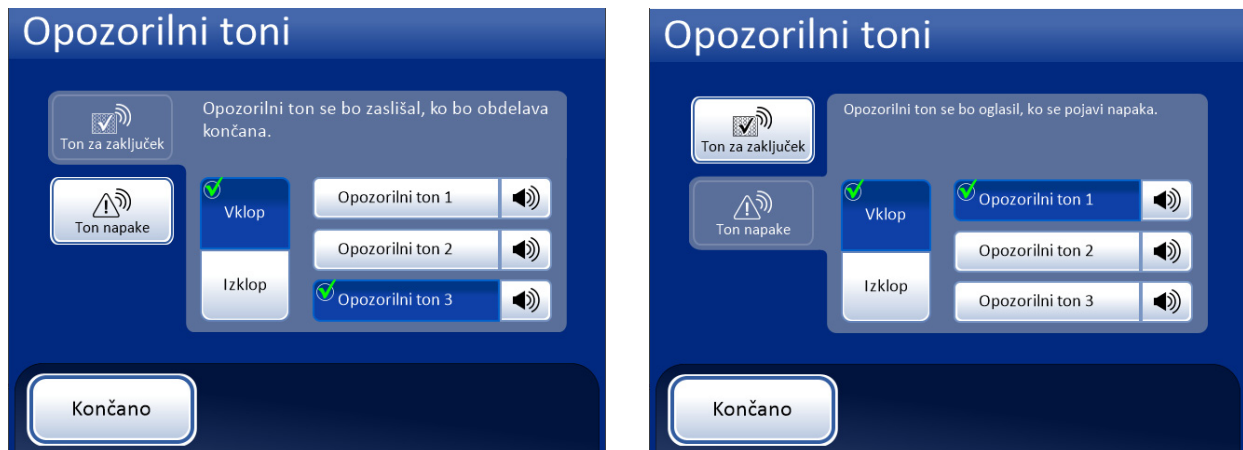 Opozorilni toni
Ton za zaključek
Opozorilni ton se bo zaslišal, ko bo obdelava
končana.
Ton napake
Vklop
Izklop
Opozorilni ton 1
Opozorilni ton 2
Opozorilni ton 3
Končano
Opozorilni toni
Ton za zaključek
Opozorilni ton se bo oglasil, ko se pojavi napaka.
Ton napake
Vklop
Izklop
Opozorilni ton 1
Opozorilni ton 2
Opozorilni ton 3
Končano